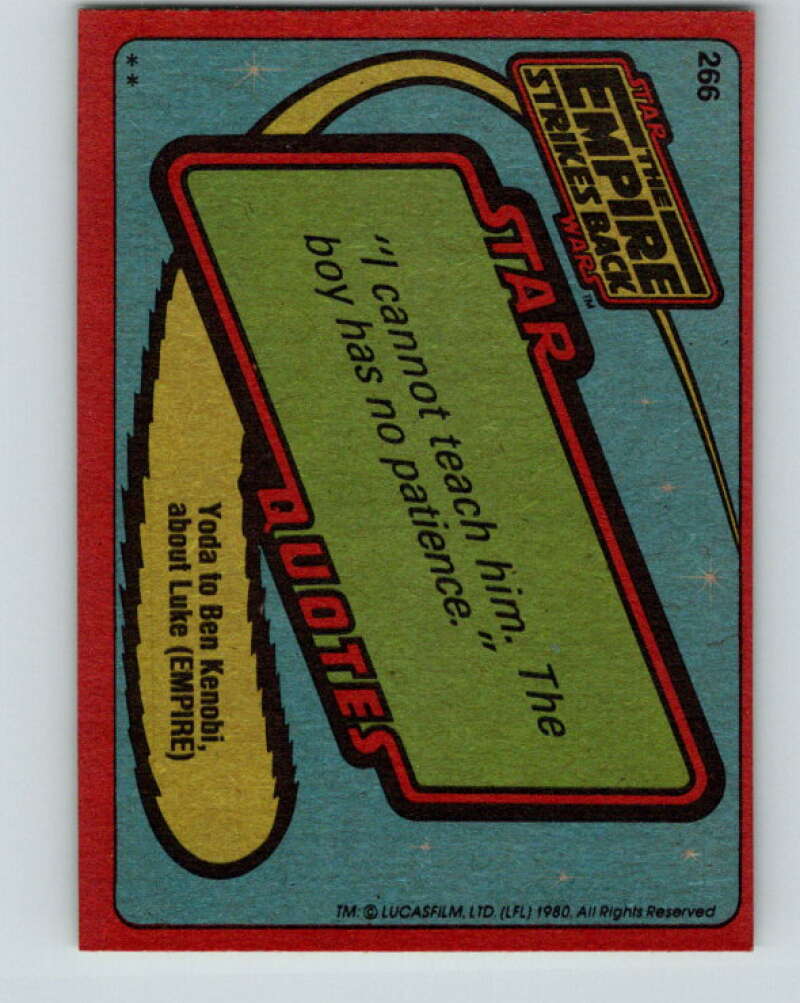 266
STAR
THE
EMPIRE
STRIKES BACK
WARS
TM
STAR
"I cannot teach him. The
boy has no patience."
QUOTES
Yoda to Ben Kenobi,
about Luke (EMPIRE)
**
TM: © LUCASFILM, LTD. (LFL) 1980. All Rights Reserved